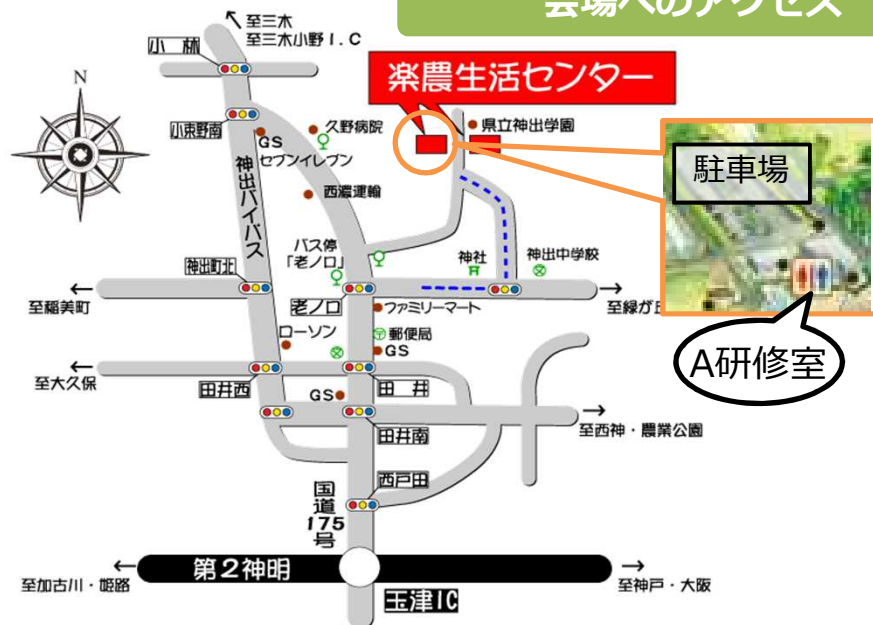 会場へのアクセス
至三木
至三木小野I.C
小林
N
楽農生活センター
小束野南
GS
セブンイレブン
久野病院
県立神出学園
駐車場
神出バイパス
西濃運輸
バス停
「老ノ口」
神社
神出中学校
神出町北
至稲美町
老ノ口
ファミリーマート
至緑が丘
ローソン
郵便局
GS
A研修室
至大久保
田井西
田井
GS
田井南
至西神・農業公園
西戸田
国道175号
第2神明
至加古川・姫路
至神戸・大阪
玉津IC